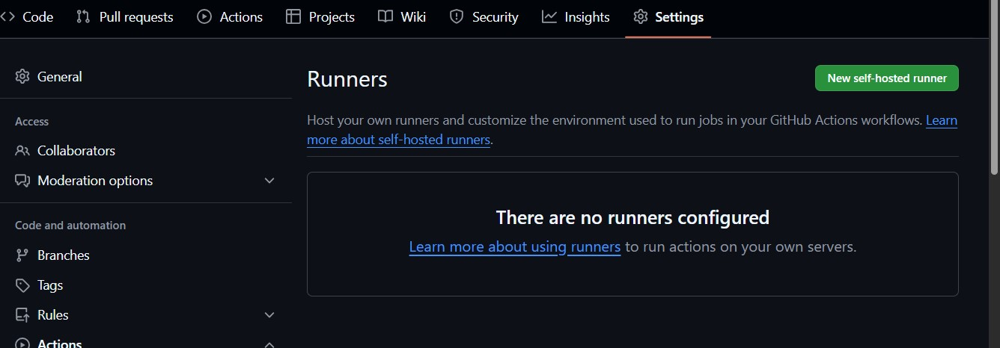 Code Pull requests Actions Projects Wiki Security Insights Settings
General
Access
Collaborators
Moderation options
Code and automation
Branches
Tags
Rules
Actions
Runners
New self-hosted runner
Host your own runners and customize the environment used to run jobs in your GitHub Actions workflows. Learn
more about self-hosted runners.
There are no runners configured
Learn more about using runners to run actions on your own servers.